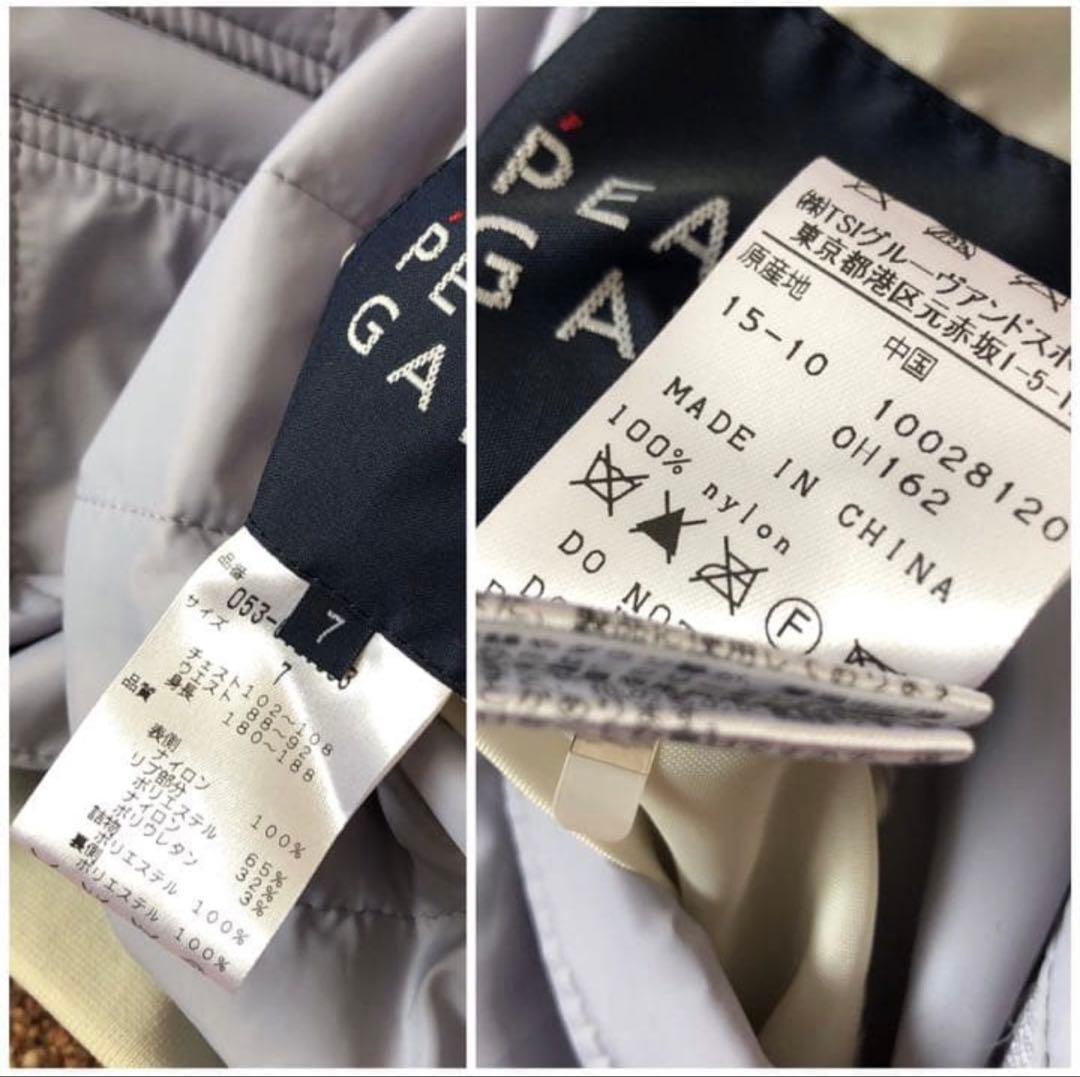 PE
GA
7
品番
053-
サイズ
7
チェスト102〜108
ウエスト 88〜92
身長 180〜188
品質
表側
ナイロン 100%
リブ部分
ポリエステル 65%
ナイロン 32%
ポリウレタン 3%
詰物
ポリエステル 100%
裏側
ポリエステル 100%
PEA
GA
㈱TSIグルーヴアンドスポ
東京都港区元赤坂1-5-1
原産地
中国
15-10
10028120
0H162
MADE IN CHINA
100% nylon
F
DO NOT